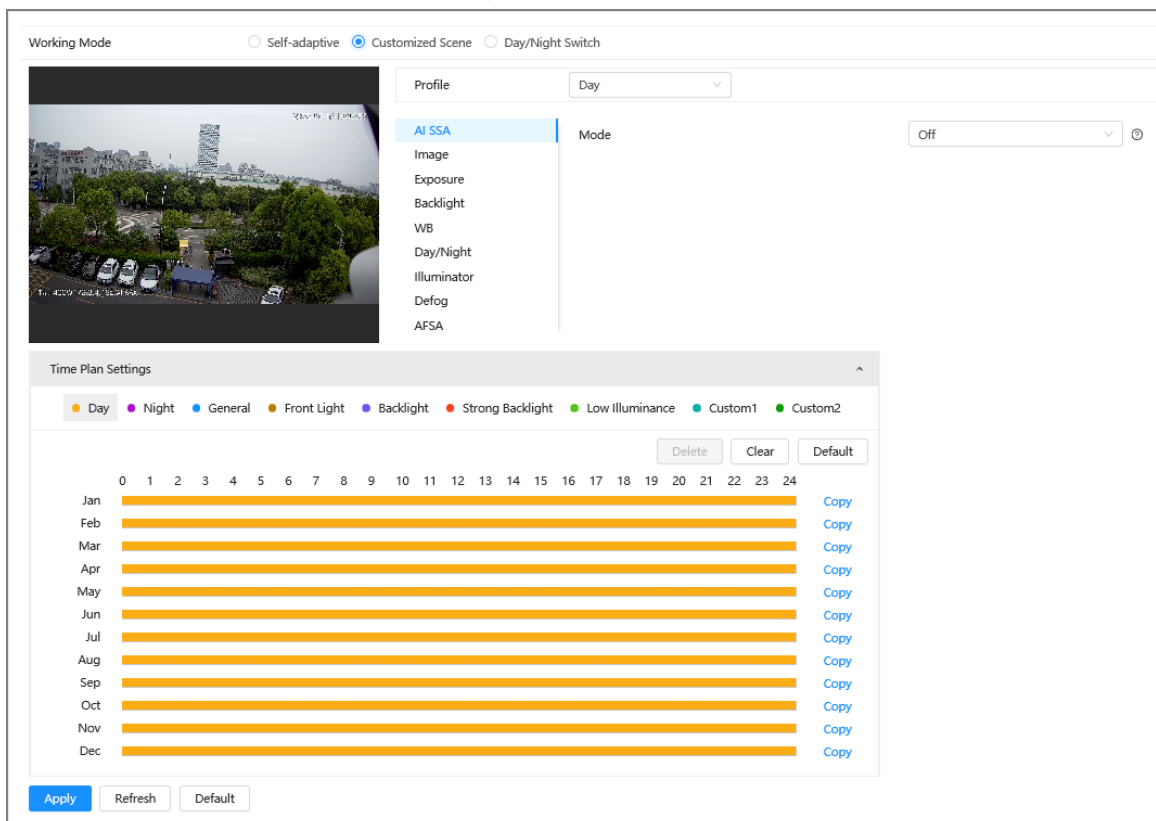 Working Mode Self-adaptive Customized Scene Day/Night Switch
Profile Day
AI SSA Mode Off
Image
Exposure
Backlight
WB
Day/Night
Illuminator
Defog
AFSA
Time Plan Settings
Day Night General Front Light Backlight Strong Backlight Low Illuminance Custom1 Custom2
Delete Clear Default
0 1 2 3 4 5 6 7 8 9 10 11 12 13 14 15 16 17 18 19 20 21 22 23 24
Jan Copy
Feb Copy
Mar Copy
Apr Copy
May Copy
Jun Copy
Jul Copy
Aug Copy
Sep Copy
Oct Copy
Nov Copy
Dec Copy
Apply Refresh Default